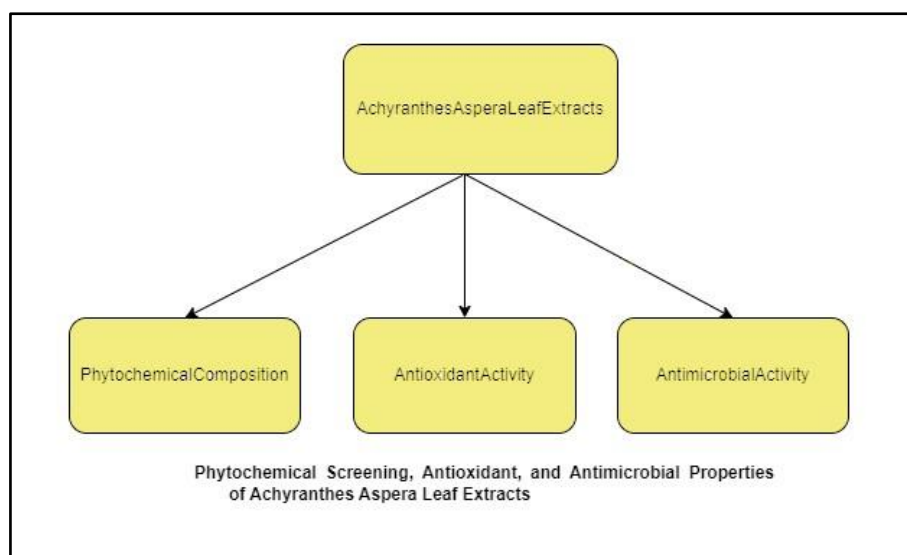 AchyranthesAsperaLeafExtracts
PhytochemicalComposition
AntioxidantActivity
AntimicrobialActivity
Phytochemical Screening, Antioxidant, and Antimicrobial Properties
of Achyranthes Aspera Leaf Extracts